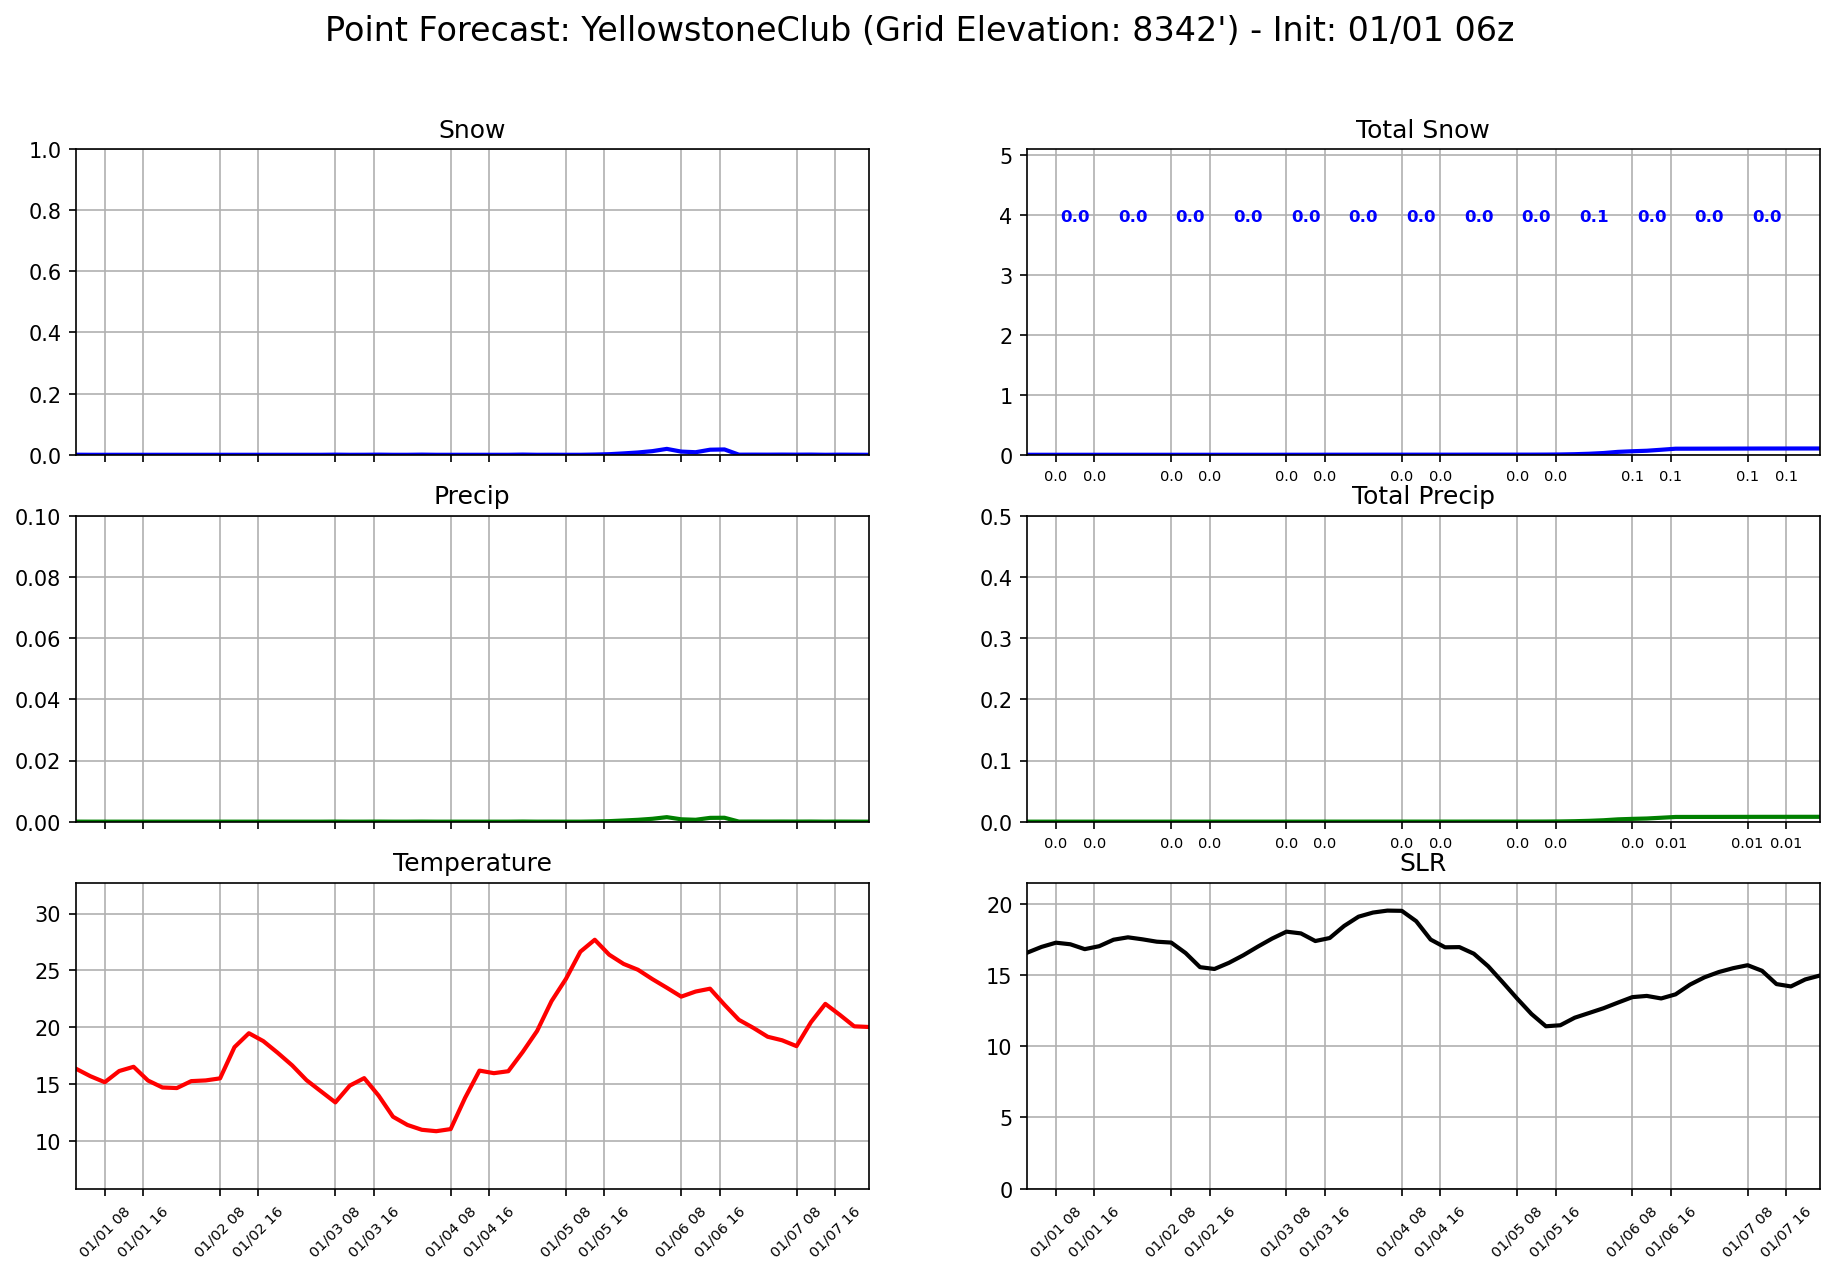 Point Forecast: YellowstoneClub (Grid Elevation: 8342') - Init: 01/01 06z
Snow
1.0
0.8
0.6
0.4
0.2
0.0
Total Snow
5
4
3
2
1
0
0.0 0.0 0.0 0.0 0.0 0.0 0.0 0.0 0.0 0.1 0.0 0.0 0.0
0.0 0.0 0.0 0.0 0.0 0.0 0.0 0.0 0.0 0.0 0.1 0.1 0.1 0.1
Precip
0.10
0.08
0.06
0.04
0.02
0.00
Total Precip
0.5
0.4
0.3
0.2
0.1
0.0
0.0 0.0 0.0 0.0 0.0 0.0 0.0 0.0 0.0 0.0 0.0 0.01 0.01 0.01
Temperature
30
25
20
15
10
01/01 08 01/01 16 01/02 08 01/02 16 01/03 08 01/03 16 01/04 08 01/04 16 01/05 08 01/05 16 01/06 08 01/06 16 01/07 08 01/07 16
SLR
20
15
10
5
0
01/01 08 01/01 16 01/02 08 01/02 16 01/03 08 01/03 16 01/04 08 01/04 16 01/05 08 01/05 16 01/06 08 01/06 16 01/07 08 01/07 16